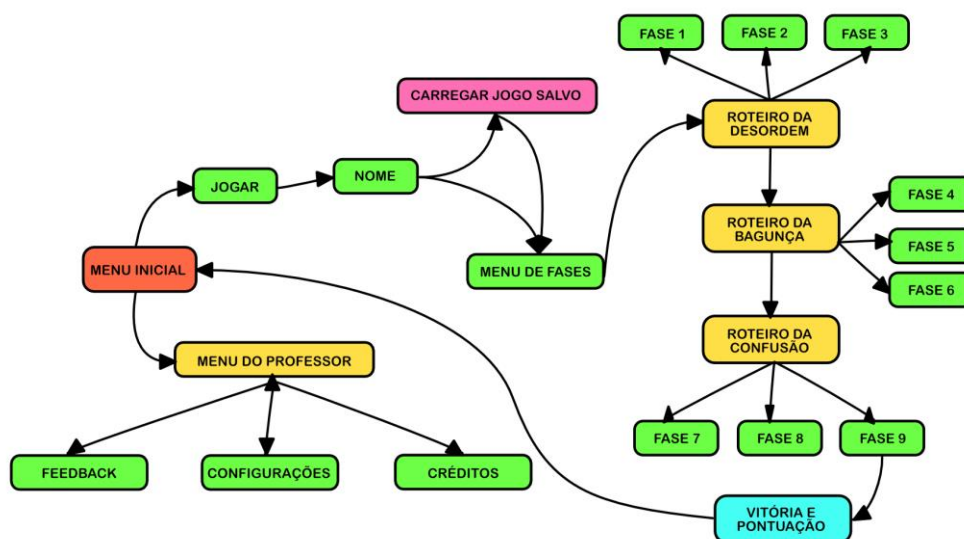 FASE 1
FASE 2
FASE 3
CARREGAR JOGO SALVO
ROTEIRO DA
DESORDEM
JOGAR
NOME
FASE 4
ROTEIRO DA
BAGUNÇA
FASE 5
MENU INICIAL
MENU DE FASES
FASE 6
ROTEIRO DA
CONFUSÃO
MENU DO PROFESSOR
FASE 7
FASE 8
FASE 9
FEEDBACK
CONFIGURAÇÕES
CRÉDITOS
VITÓRIA E
PONTUAÇÃO